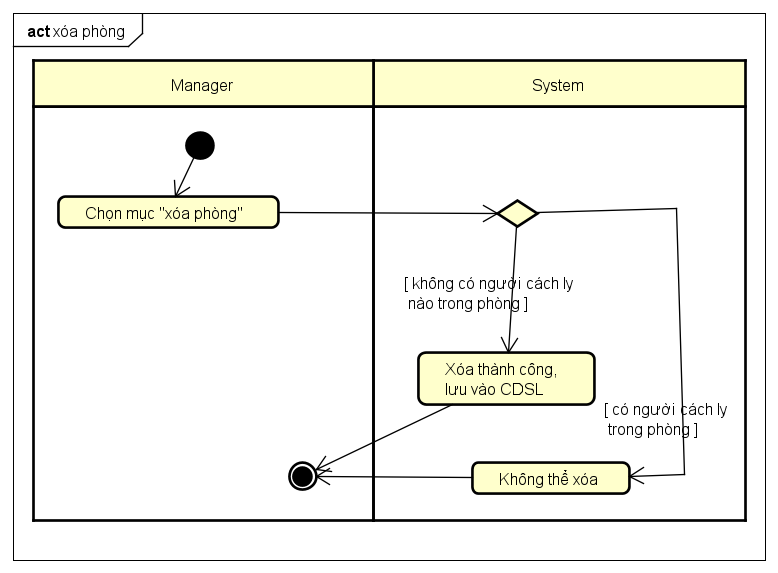 act xóa phòng
Manager
System
Chọn mục "xóa phòng"
[ không có người cách ly
nào trong phòng ]
Xóa thành công,
lưu vào CDSL
[ có người cách ly
trong phòng ]
Không thể xóa